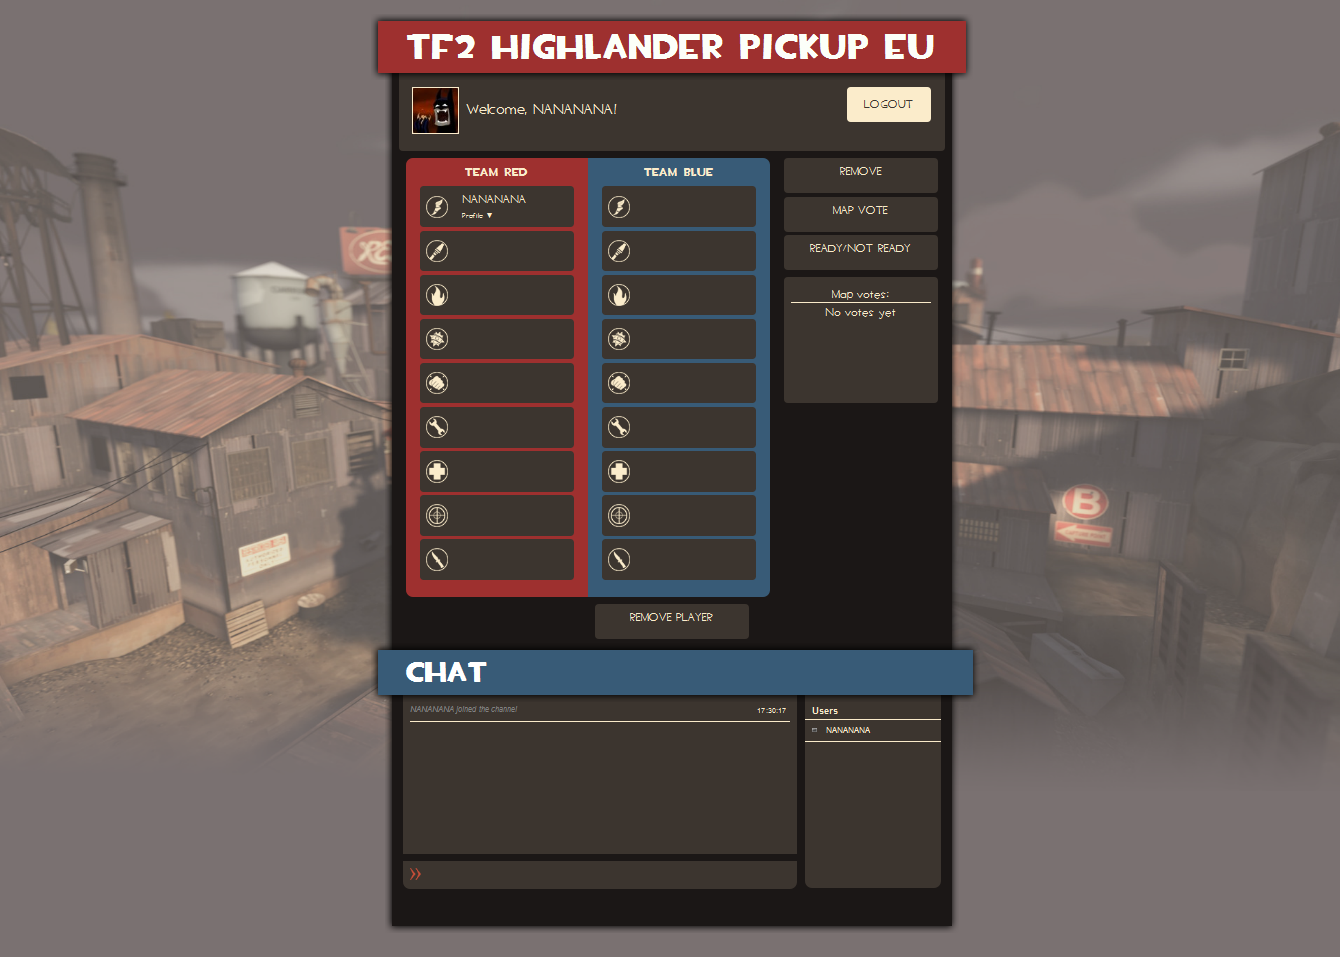 TF2 HIGHLANDER PICKUP EU
Welcome, NANANANA!
LOGOUT
TEAM RED
TEAM BLUE
NANANANA
Profile ▼
REMOVE
MAP VOTE
READY/NOT READY
Map votes:
No votes yet
B
REMOVE PLAYER
CHAT
NANANANA joined the channel
17:30:17
Users
NANANANA